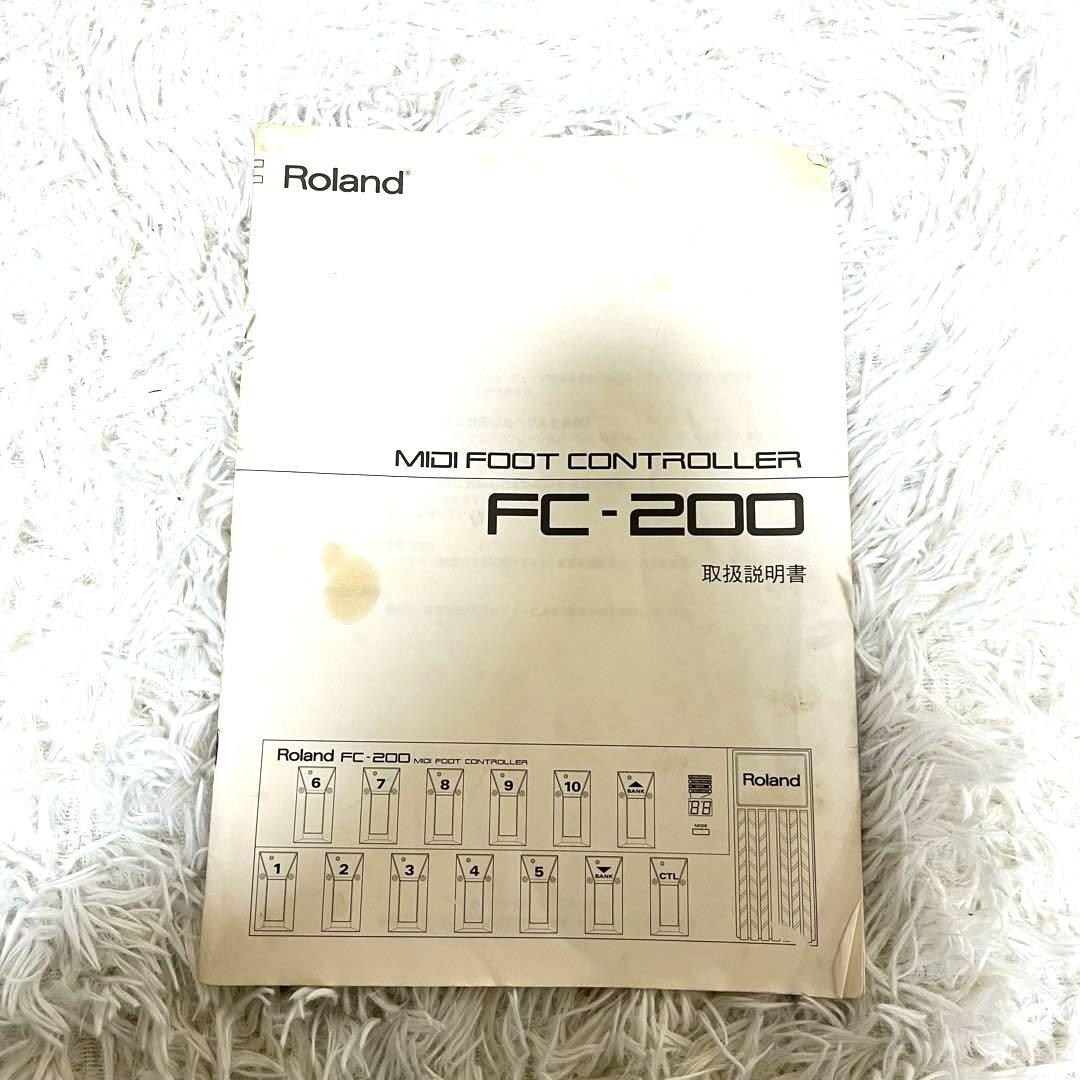 Roland®
MIDI FOOT CONTROLLER
FC-200
取扱説明書
Roland FC-200 MIDI FOOT CONTROLLER
6 7 8 9 10 BANK
88
MODE
Roland
1 2 3 4 5 BANK CTL